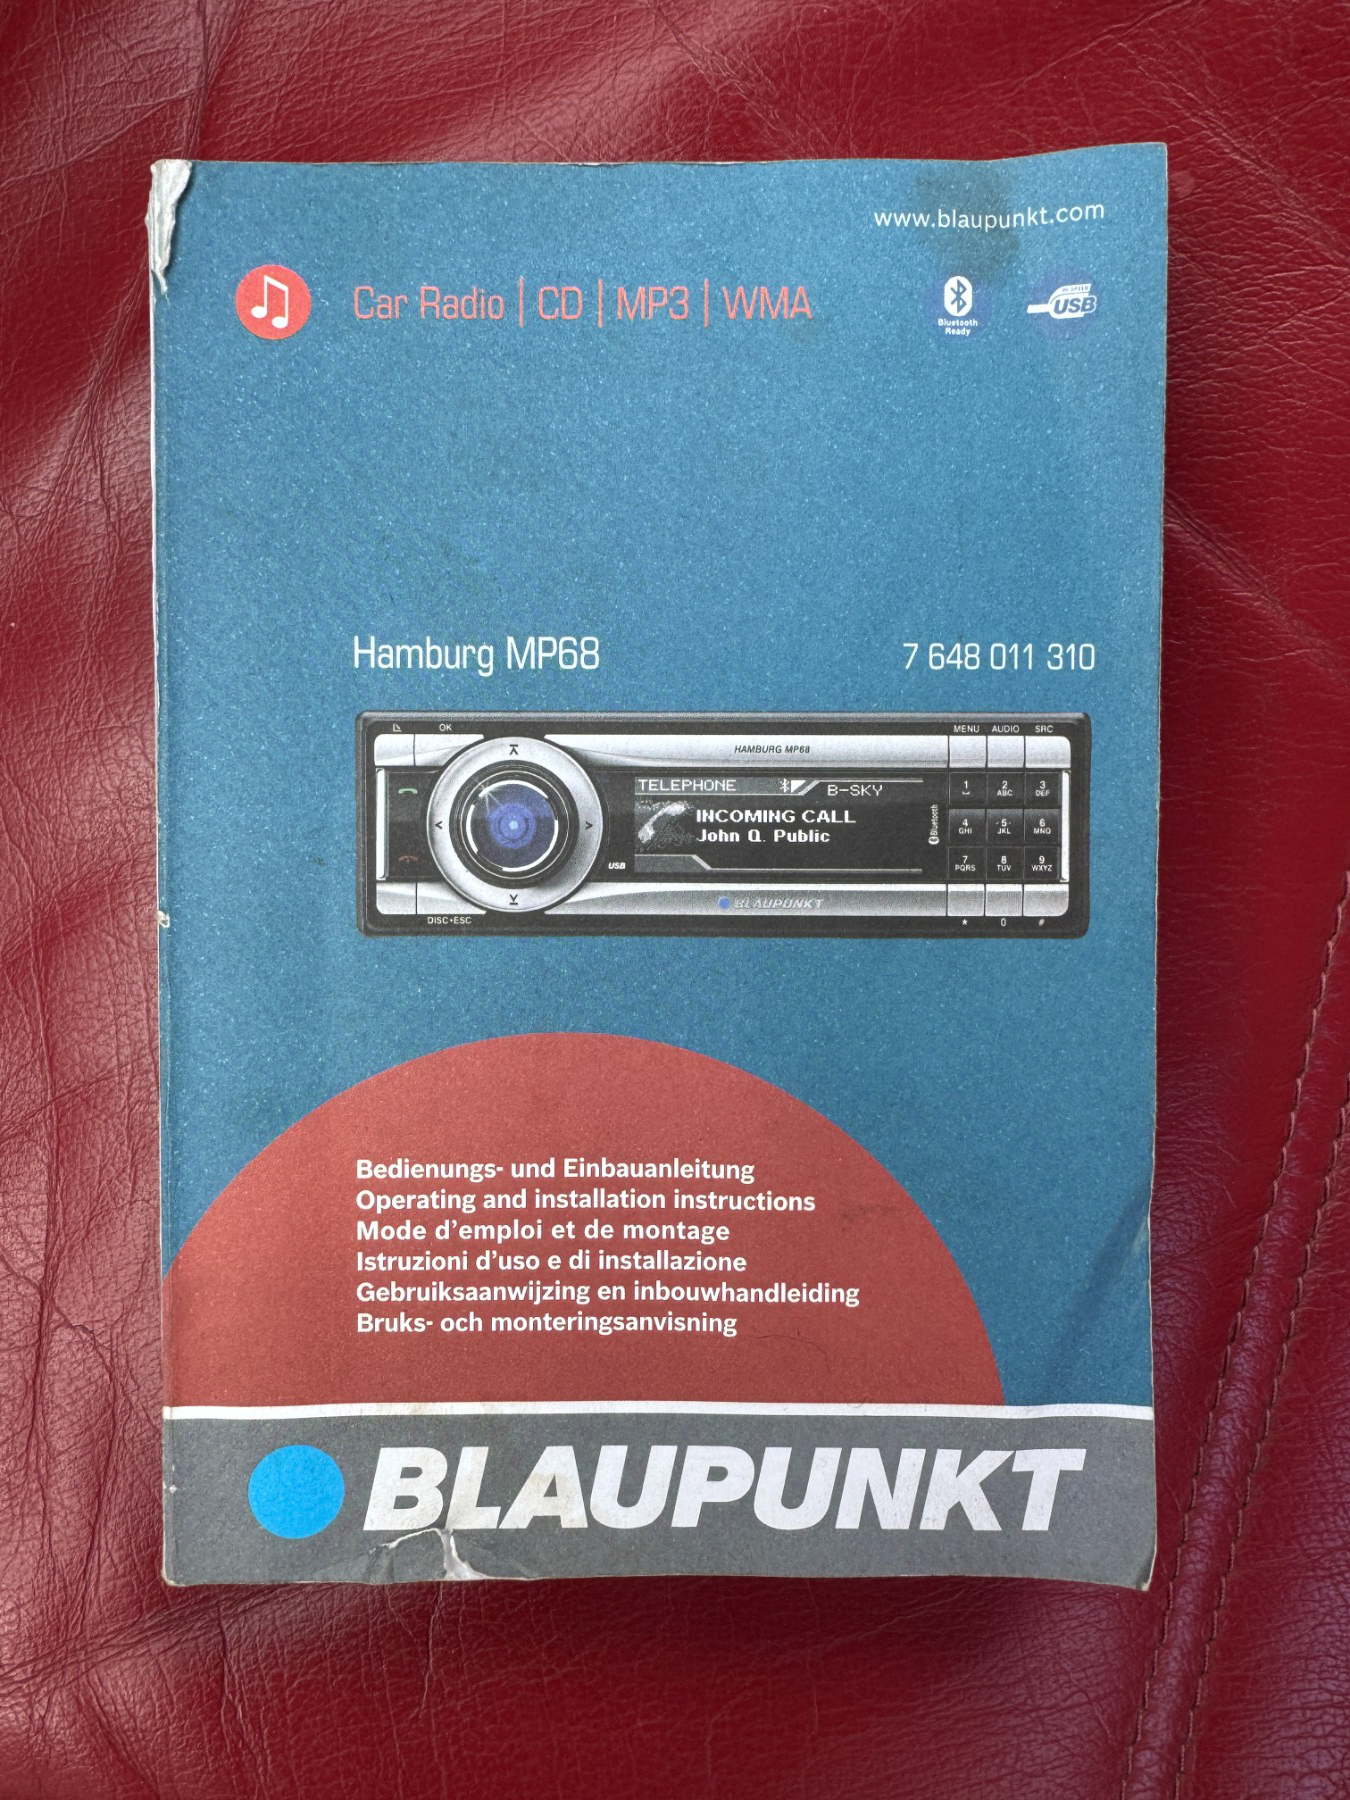 www.blaupunkt.com
Car Radio | CD | MP3 | WMA
Bluetooth
Ready
HI-SPEED
USB
Hamburg MP68
7 648 011 310
OK
MENU AUDIO SRC
HAMBURG MP68
TELEPHONE
B-SKY
INCOMING CALL
John Q. Public
Bluetooth
USB
1
2 ABC
3 DEF
4 GHI
5 JKL
6 MNO
7 PQRS
8 TUV
9 WXYZ
BLAUPUNKT
DISC•ESC
* 0 #
Bedienungs- und Einbauanleitung
Operating and installation instructions
Mode d'emploi et de montage
Istruzioni d'uso e di installazione
Gebruiksaanwijzing en inbouwhandleiding
Bruks- och monteringsanvisning
BLAUPUNKT